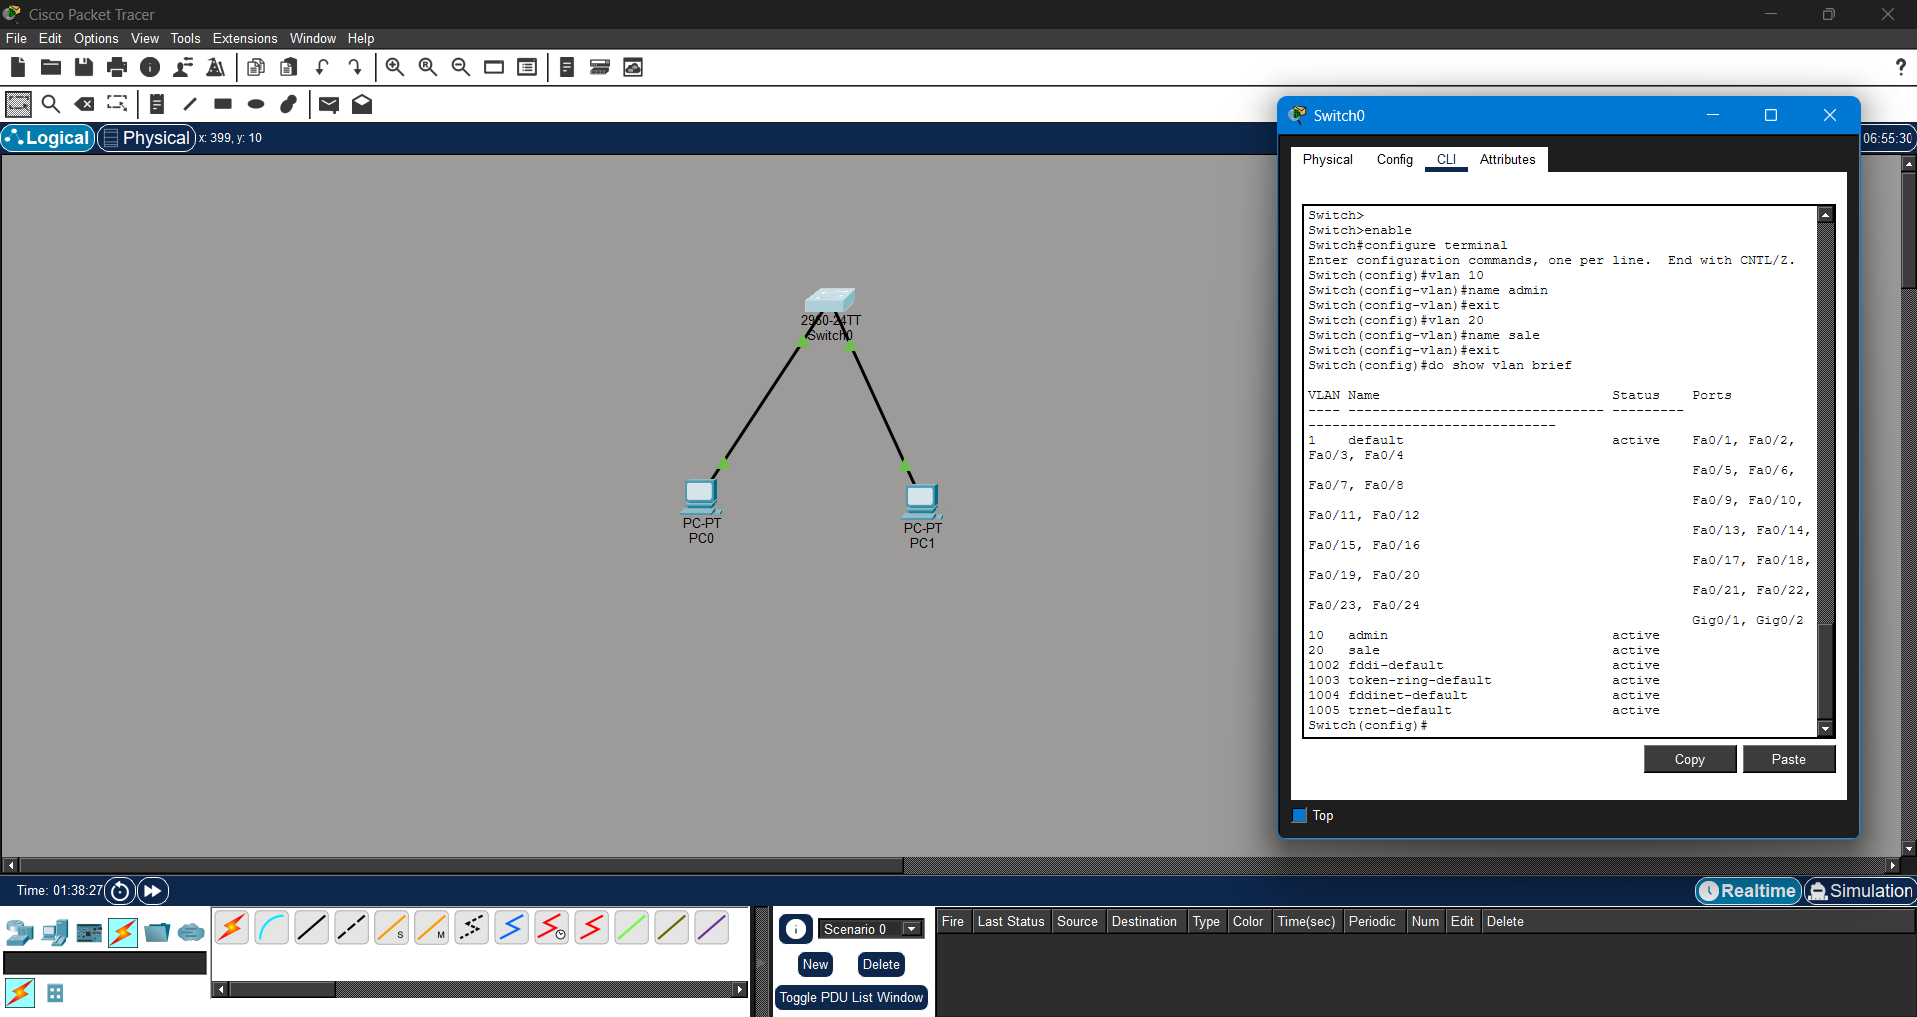 Cisco Packet Tracer
File Edit Options View Tools Extensions Window Help
?
Logical Physical x: 399, y: 10
06:55:30
2960-24TT
Switch0
PC-PT
PC0
PC-PT
PC1
Switch0
Physical Config CLI Attributes
Switch>
Switch>enable
Switch#configure terminal
Enter configuration commands, one per line.  End with CNTL/Z.
Switch(config)#vlan 10
Switch(config-vlan)#name admin
Switch(config-vlan)#exit
Switch(config)#vlan 20
Switch(config-vlan)#name sale
Switch(config-vlan)#exit
Switch(config)#do show vlan brief
VLAN Name                             Status    Ports
---- -------------------------------- ---------
-------------------------------
1    default                          active    Fa0/1, Fa0/2,
Fa0/3, Fa0/4
                                                Fa0/5, Fa0/6,
Fa0/7, Fa0/8
                                                Fa0/9, Fa0/10,
Fa0/11, Fa0/12
                                                Fa0/13, Fa0/14,
Fa0/15, Fa0/16
                                                Fa0/17, Fa0/18,
Fa0/19, Fa0/20
                                                Fa0/21, Fa0/22,
Fa0/23, Fa0/24
                                                Gig0/1, Gig0/2
10   admin                            active
20   sale                             active
1002 fddi-default                     active
1003 token-ring-default               active
1004 fddinet-default                  active
1005 trnet-default                    active
Switch(config)#
Copy Paste
Top
Time: 01:38:27
Realtime Simulation
S M
Scenario 0
New Delete
Toggle PDU List Window
Fire Last Status Source Destination Type Color Time(sec) Periodic Num Edit Delete